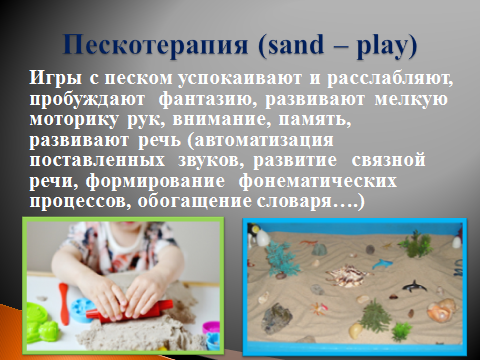 Пескотерапия (sand – play)
Игры с песком успокаивают и расслабляют,
пробуждают фантазию, развивают мелкую
моторику рук, внимание, память,
развивают речь (автоматизация
поставленных звуков, развитие связной
речи, формирование фонематических
процессов, обогащение словаря….)